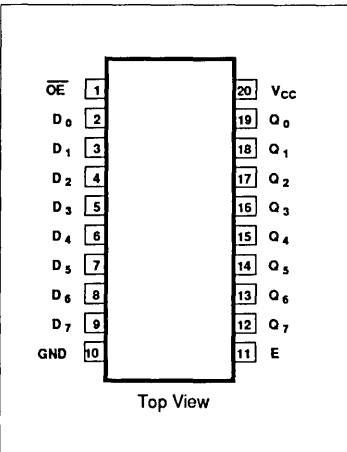 O̅E̅ 1 20 VCC
D0 2 19 Q0
D1 3 18 Q1
D2 4 17 Q2
D3 5 16 Q3
D4 6 15 Q4
D5 7 14 Q5
D6 8 13 Q6
D7 9 12 Q7
GND 10 11 E
Top View